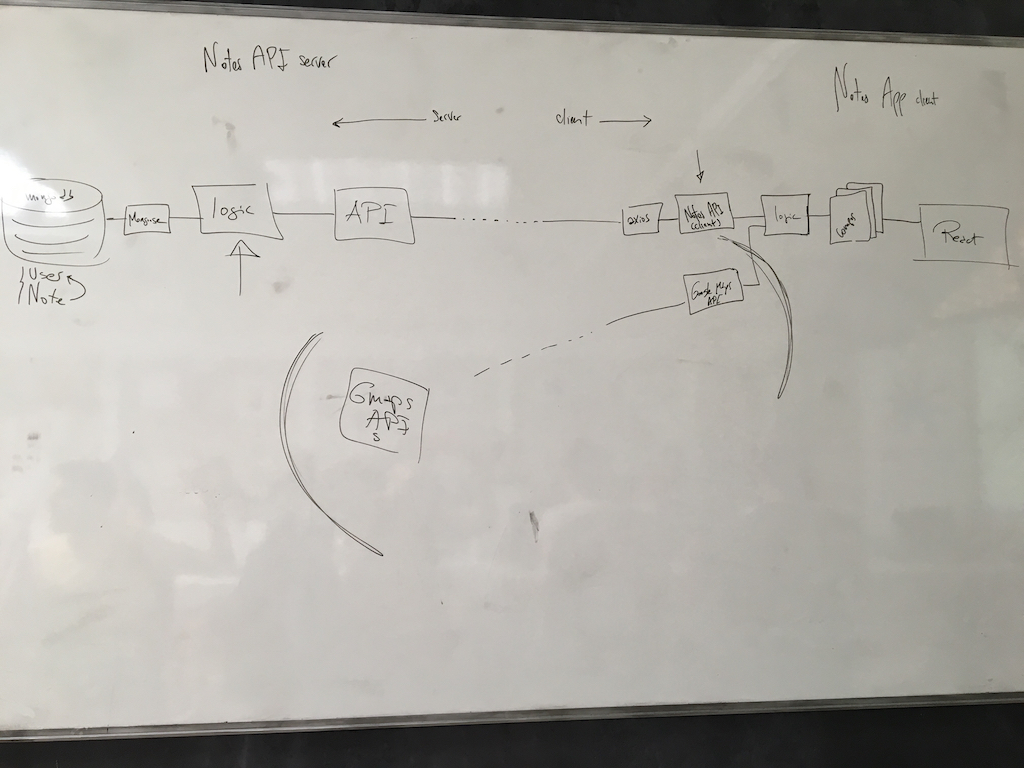 Notes API server
Notes App client
Server
client
mongodb
Mongoose
logic
API
axios
Notes API
client
logic
Comps
React
User
Note
Google Maps
API
Gmaps
API
s